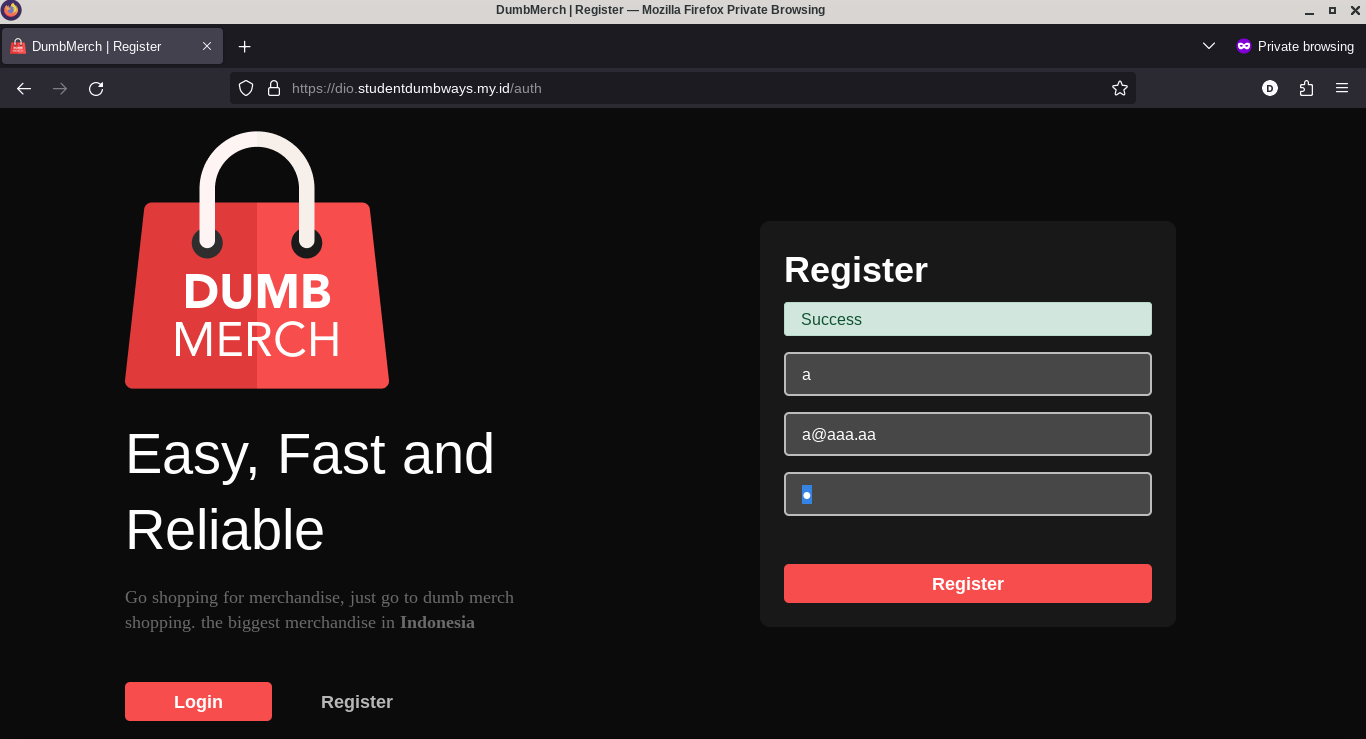 DumbMerch | Register — Mozilla Firefox Private Browsing
DumbMerch | Register
Private browsing
https://dio.studentdumbways.my.id/auth
D
DUMB
MERCH
Easy, Fast and
Reliable
Go shopping for merchandise, just go to dumb merch
shopping. the biggest merchandise in Indonesia
Login Register
Register
Success
a
a@aaa.aa
Register